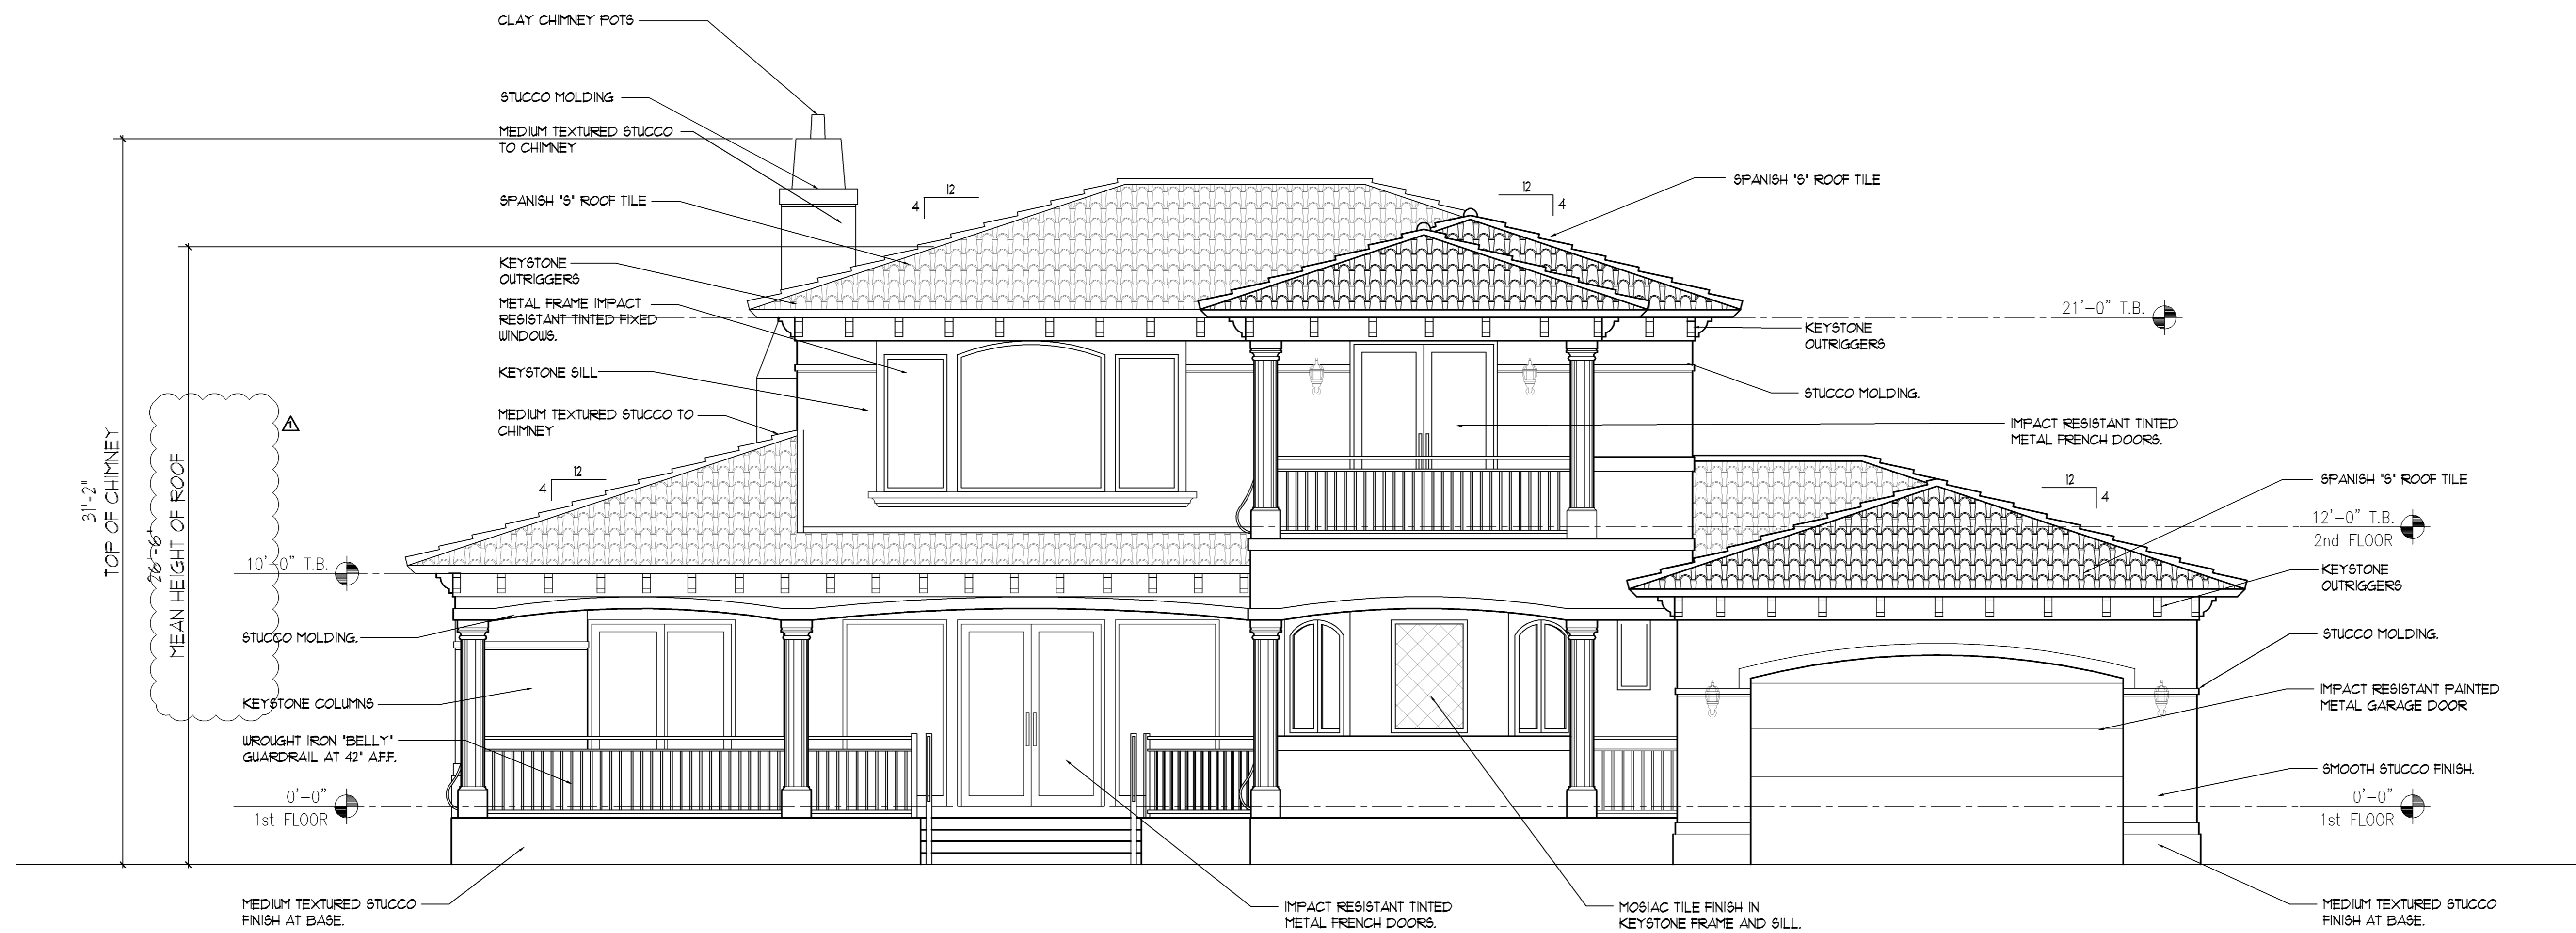 CLAY CHIMNEY POTS
STUCCO MOLDING
MEDIUM TEXTURED STUCCO
TO CHIMNEY
SPANISH "S" ROOF TILE
12
4
12
4
SPANISH "S" ROOF TILE
KEYSTONE
OUTRIGGERS
METAL FRAME IMPACT
RESISTANT TINTED FIXED
WINDOWS.
21'-0" T.B.
KEYSTONE
OUTRIGGERS
KEYSTONE SILL
STUCCO MOLDING.
MEDIUM TEXTURED STUCCO TO
CHIMNEY
1
IMPACT RESISTANT TINTED
METAL FRENCH DOORS.
31'-2"
TOP OF CHIMNEY
26'-6"
MEAN HEIGHT OF ROOF
12
4
12
4
SPANISH "S" ROOF TILE
12'-0" T.B.
2nd FLOOR
10'-0" T.B.
KEYSTONE
OUTRIGGERS
STUCCO MOLDING.
STUCCO MOLDING.
KEYSTONE COLUMNS
IMPACT RESISTANT PAINTED
METAL GARAGE DOOR
WROUGHT IRON "BELLY"
GUARDRAIL AT 42" A.F.F.
SMOOTH STUCCO FINISH.
0'-0"
1st FLOOR
0'-0"
1st FLOOR
MEDIUM TEXTURED STUCCO
FINISH AT BASE.
IMPACT RESISTANT TINTED
METAL FRENCH DOORS.
MOSIAC TILE FINISH IN
KEYSTONE FRAME AND SILL.
MEDIUM TEXTURED STUCCO
FINISH AT BASE.